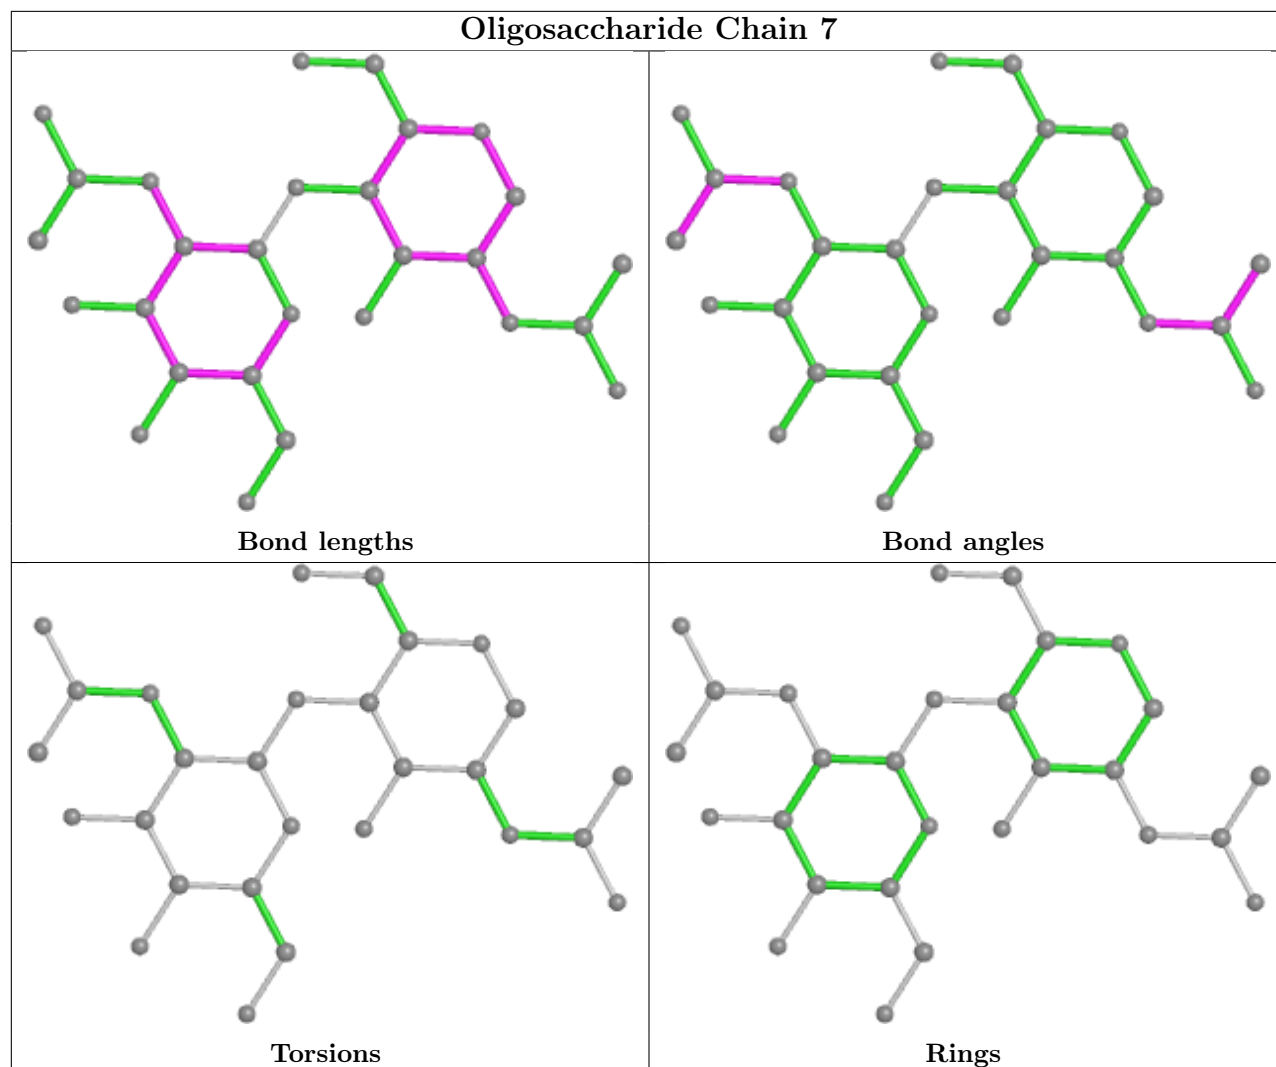 Oligosaccharide Chain 7
Bond lengths
Bond angles
Torsions
Rings